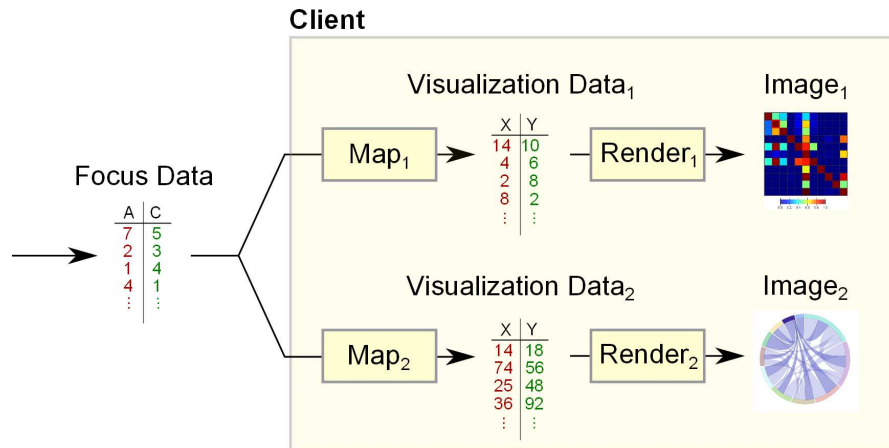 Client
Visualization Data1
Image1
X Y
14 10
4 6
2 8
8 2
⋮ ⋮
Map1
Render1
Focus Data
A C
7 5
2 3
1 4
4 1
⋮ ⋮
Visualization Data2
Image2
X Y
14 18
74 56
25 48
36 92
⋮ ⋮
Map2
Render2